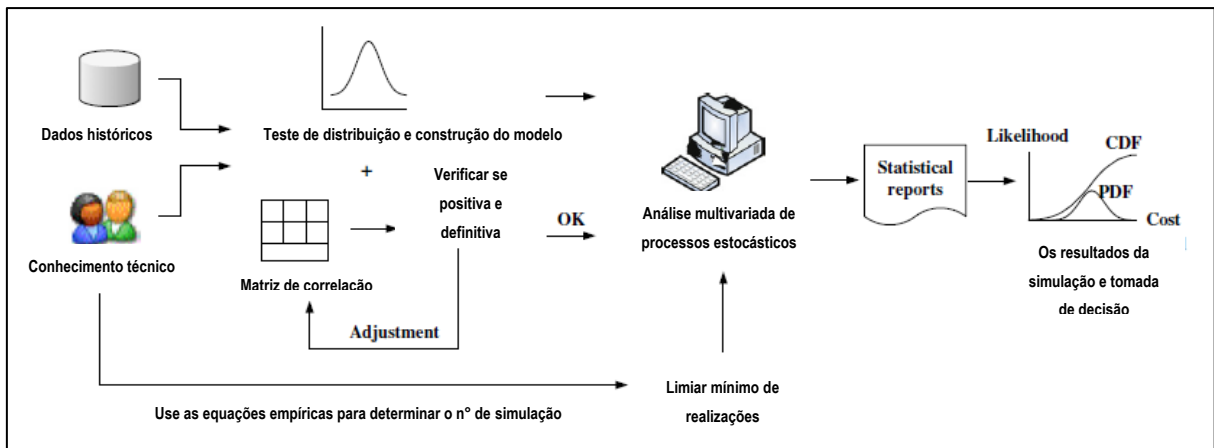 Dados históricos
Teste de distribuição e construção do modelo
+
Verificar se
positiva e
definitiva
OK
Conhecimento técnico
Matriz de correlação
Adjustment
Análise multivariada de
processos estocásticos
Statistical
reports
Likelihood
CDF
PDF
Cost
Os resultados da
simulação e tomada
de decisão
Use as equações empíricas para determinar o n° de simulação
Limiar mínimo de
realizações